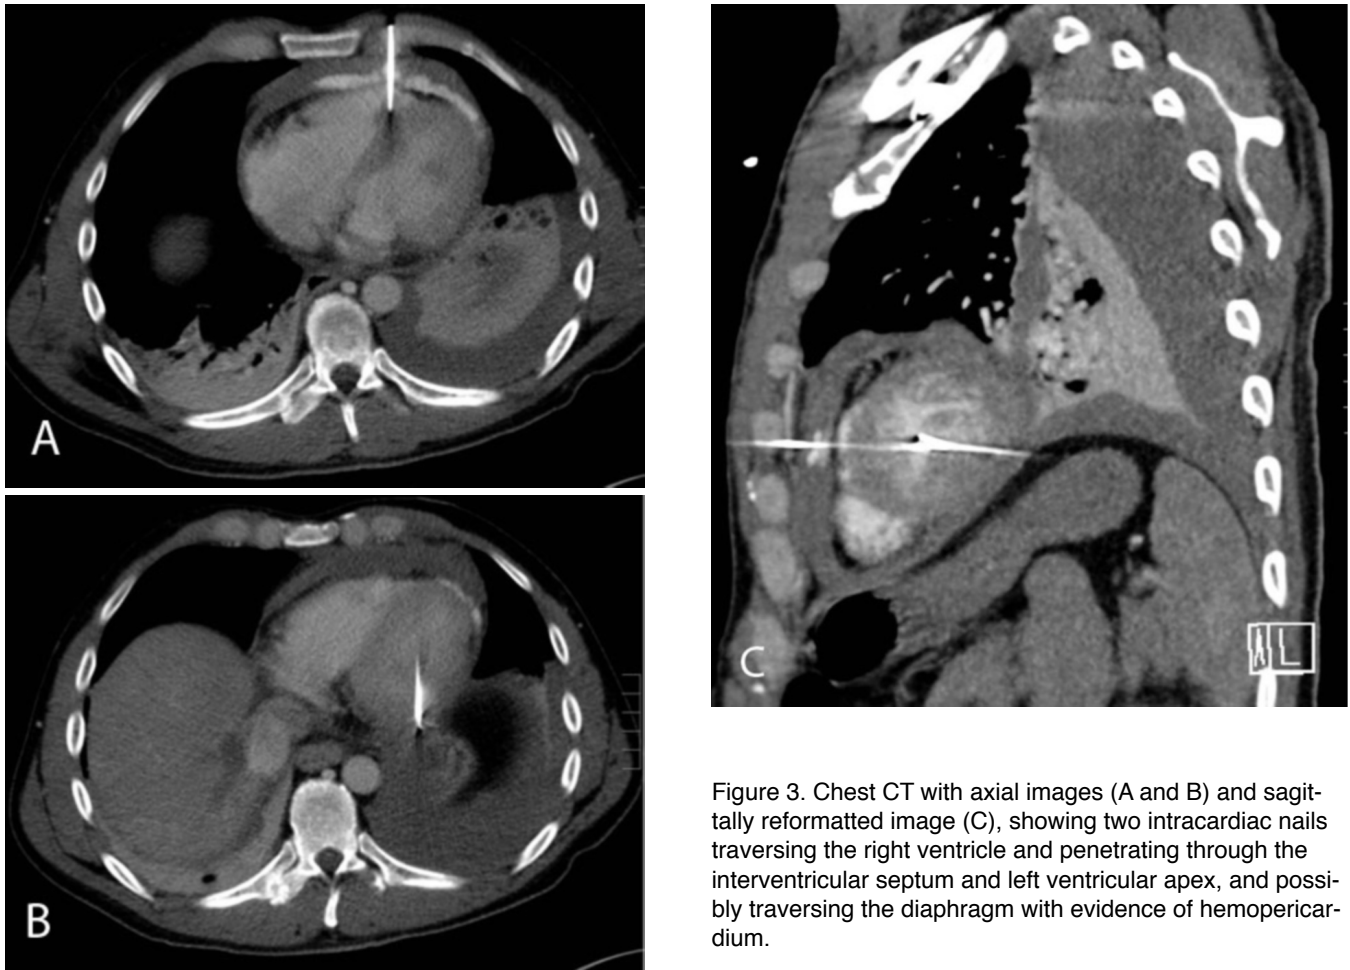 A
B
C
L
Figure 3. Chest CT with axial images (A and B) and sagit-
tally reformatted image (C), showing two intracardiac nails
traversing the right ventricle and penetrating through the
interventricular septum and left ventricular apex, and possi-
bly traversing the diaphragm with evidence of hemopericar-
dium.